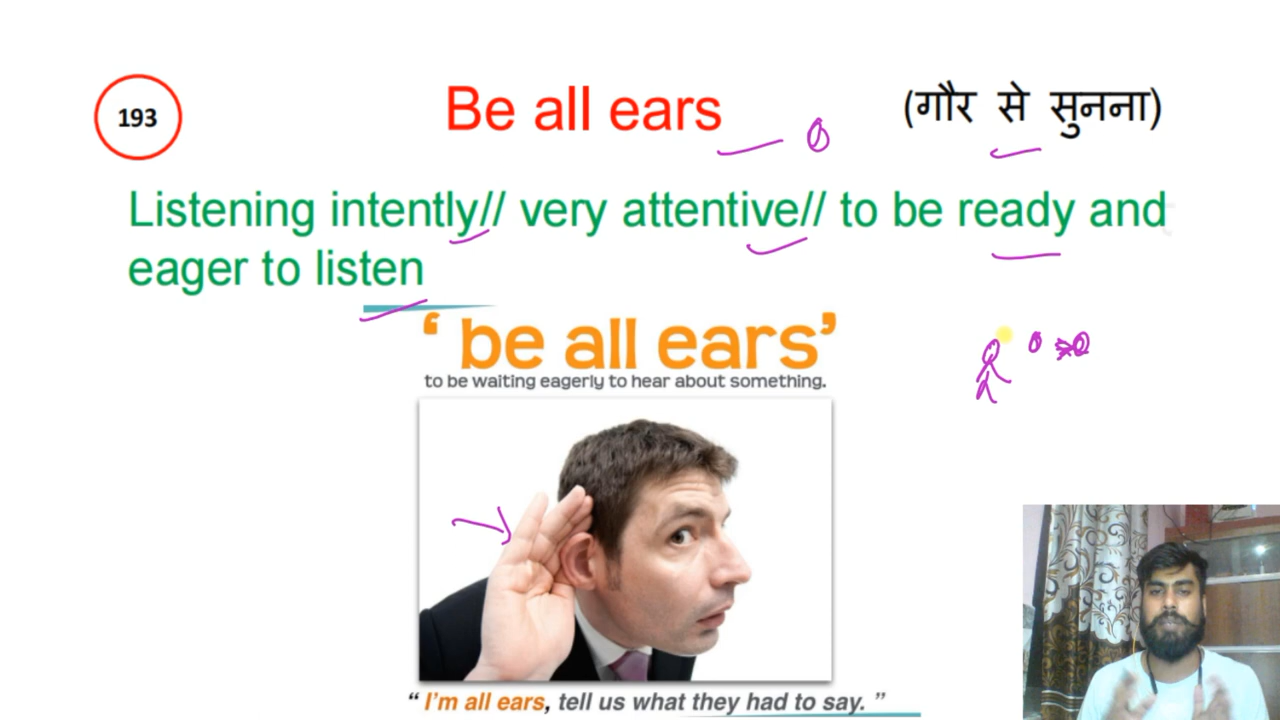 193
Be all ears
(गौर से सुनना)
Listening intently// very attentive// to be ready and
eager to listen
‘ be all ears’
to be waiting eagerly to hear about something.
“ I'm all ears, tell us what they had to say. ”